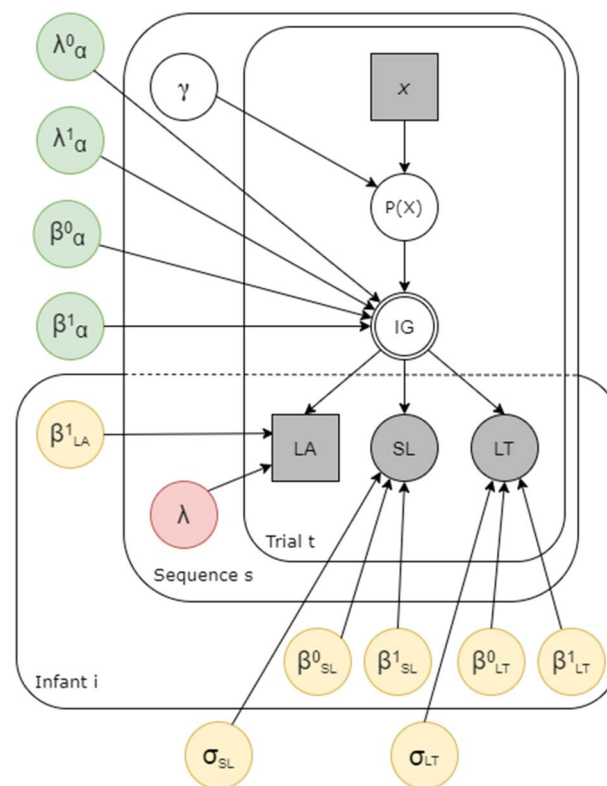 λ⁰α
γ
x
λ¹α
P(X)
β⁰α
β¹α
IG
β¹LA
LA
SL
LT
λ
Trial t
Sequence s
β⁰SL
β¹SL
β⁰LT
β¹LT
Infant i
σSL
σLT